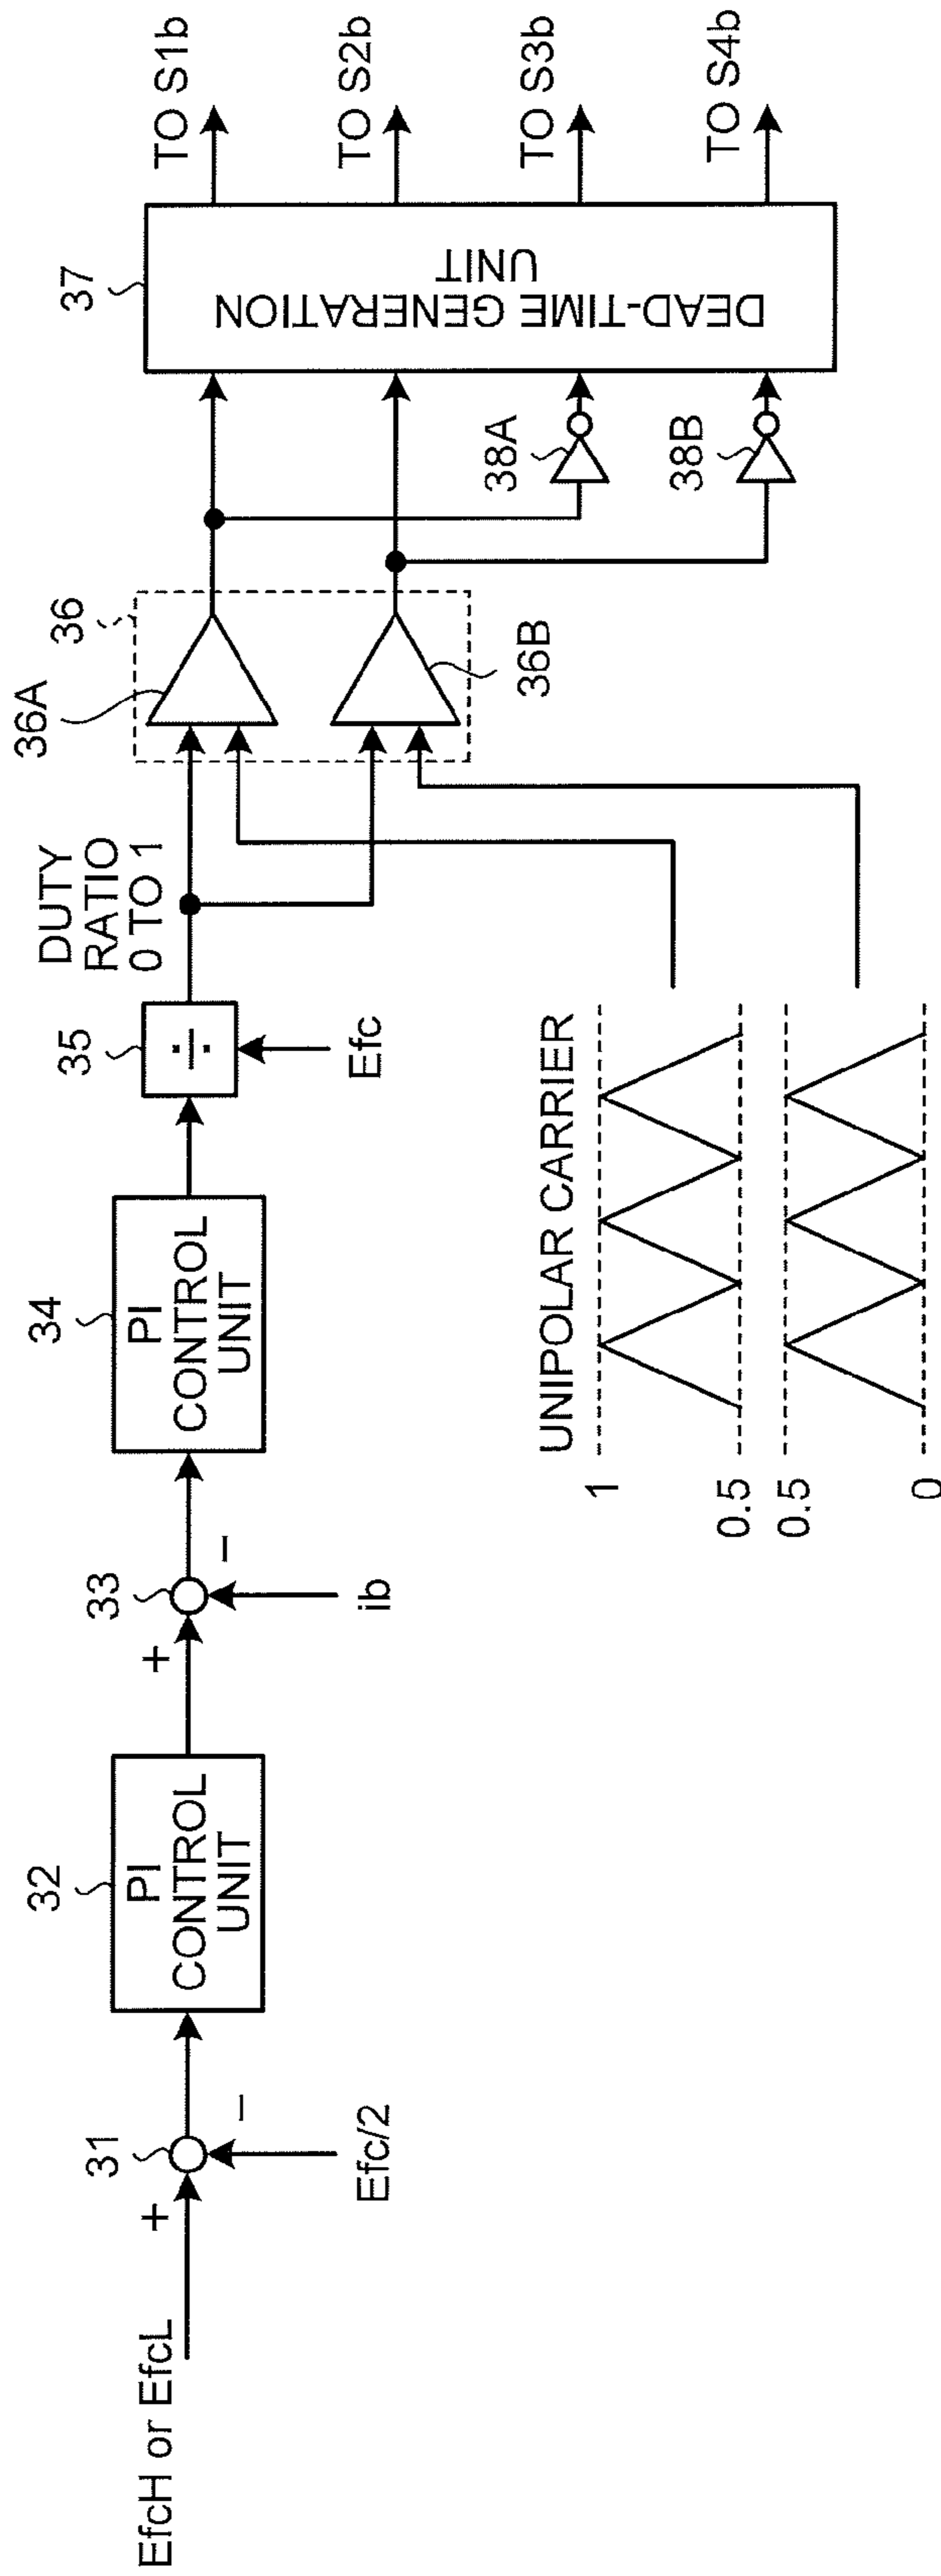 EfcH or EfcL
+
31
−
Efc/2
32
PI
CONTROL
UNIT
+
33
−
ib
34
PI
CONTROL
UNIT
35
÷
Efc
DUTY
RATIO
0 TO 1
36A
36
36B
38A
38B
37
DEAD-TIME GENERATION
UNIT
TO S1b
TO S2b
TO S3b
TO S4b
UNIPOLAR CARRIER
1
0.5
0.5
0